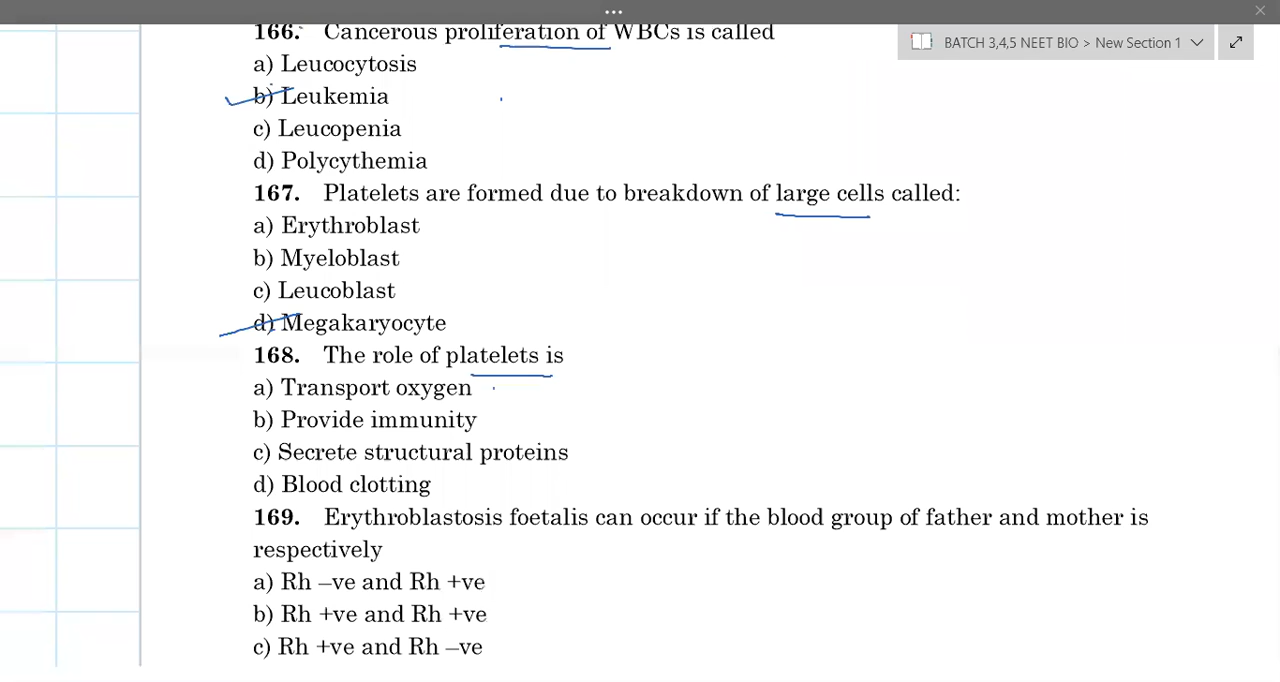 •••
166. Cancerous proliferation of WBCs is called
BATCH 3,4,5 NEET BIO > New Section 1
a) Leucocytosis
b) Leukemia
c) Leucopenia
d) Polycythemia
167. Platelets are formed due to breakdown of large cells called:
a) Erythroblast
b) Myeloblast
c) Leucoblast
d) Megakaryocyte
168. The role of platelets is
a) Transport oxygen
b) Provide immunity
c) Secrete structural proteins
d) Blood clotting
169. Erythroblastosis foetalis can occur if the blood group of father and mother is
respectively
a) Rh –ve and Rh +ve
b) Rh +ve and Rh +ve
c) Rh +ve and Rh –ve